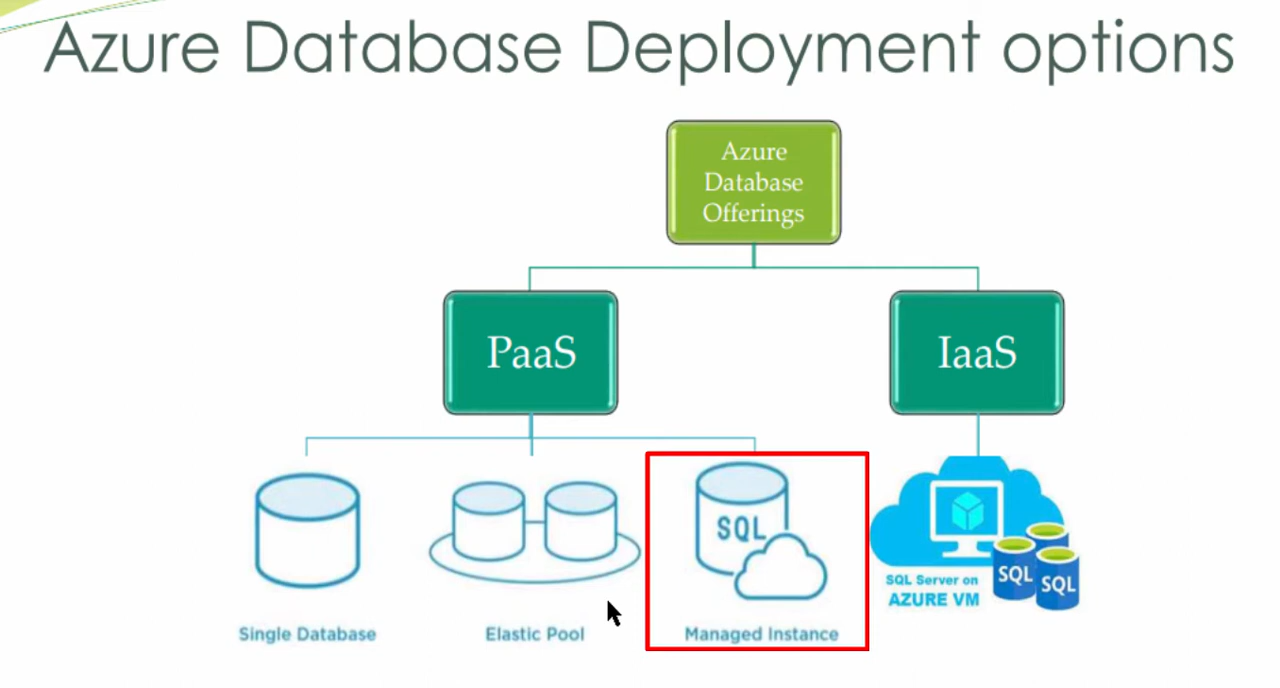 Azure Database Deployment options
Azure
Database
Offerings
PaaS
IaaS
SQL
SQL Server on
AZURE VM
SQL
SQL
Single Database
Elastic Pool
Managed Instance